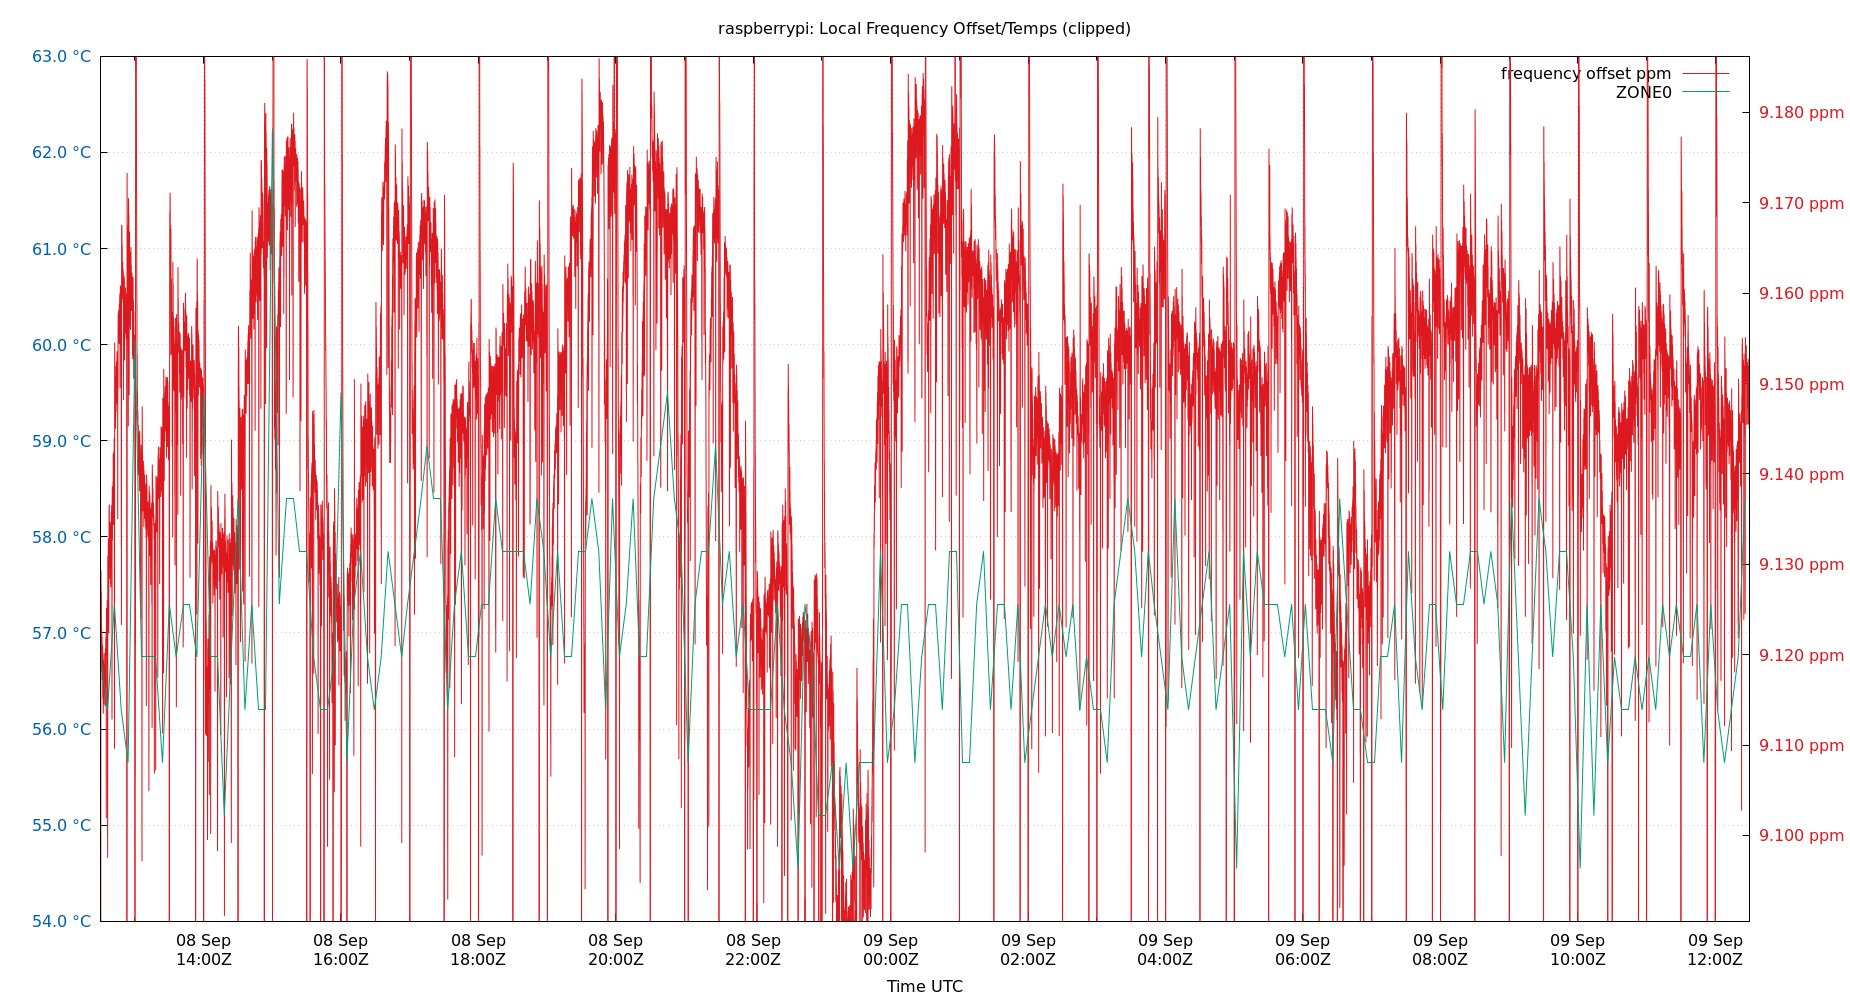 raspberrypi: Local Frequency Offset/Temps (clipped)
63.0 °C
62.0 °C
61.0 °C
60.0 °C
59.0 °C
58.0 °C
57.0 °C
56.0 °C
55.0 °C
54.0 °C
frequency offset ppm
ZONE0
9.180 ppm
9.170 ppm
9.160 ppm
9.150 ppm
9.140 ppm
9.130 ppm
9.120 ppm
9.110 ppm
9.100 ppm
08 Sep 08 Sep 08 Sep 08 Sep 08 Sep 09 Sep 09 Sep 09 Sep 09 Sep 09 Sep 09 Sep 09 Sep
14:00Z 16:00Z 18:00Z 20:00Z 22:00Z 00:00Z 02:00Z 04:00Z 06:00Z 08:00Z 10:00Z 12:00Z
Time UTC